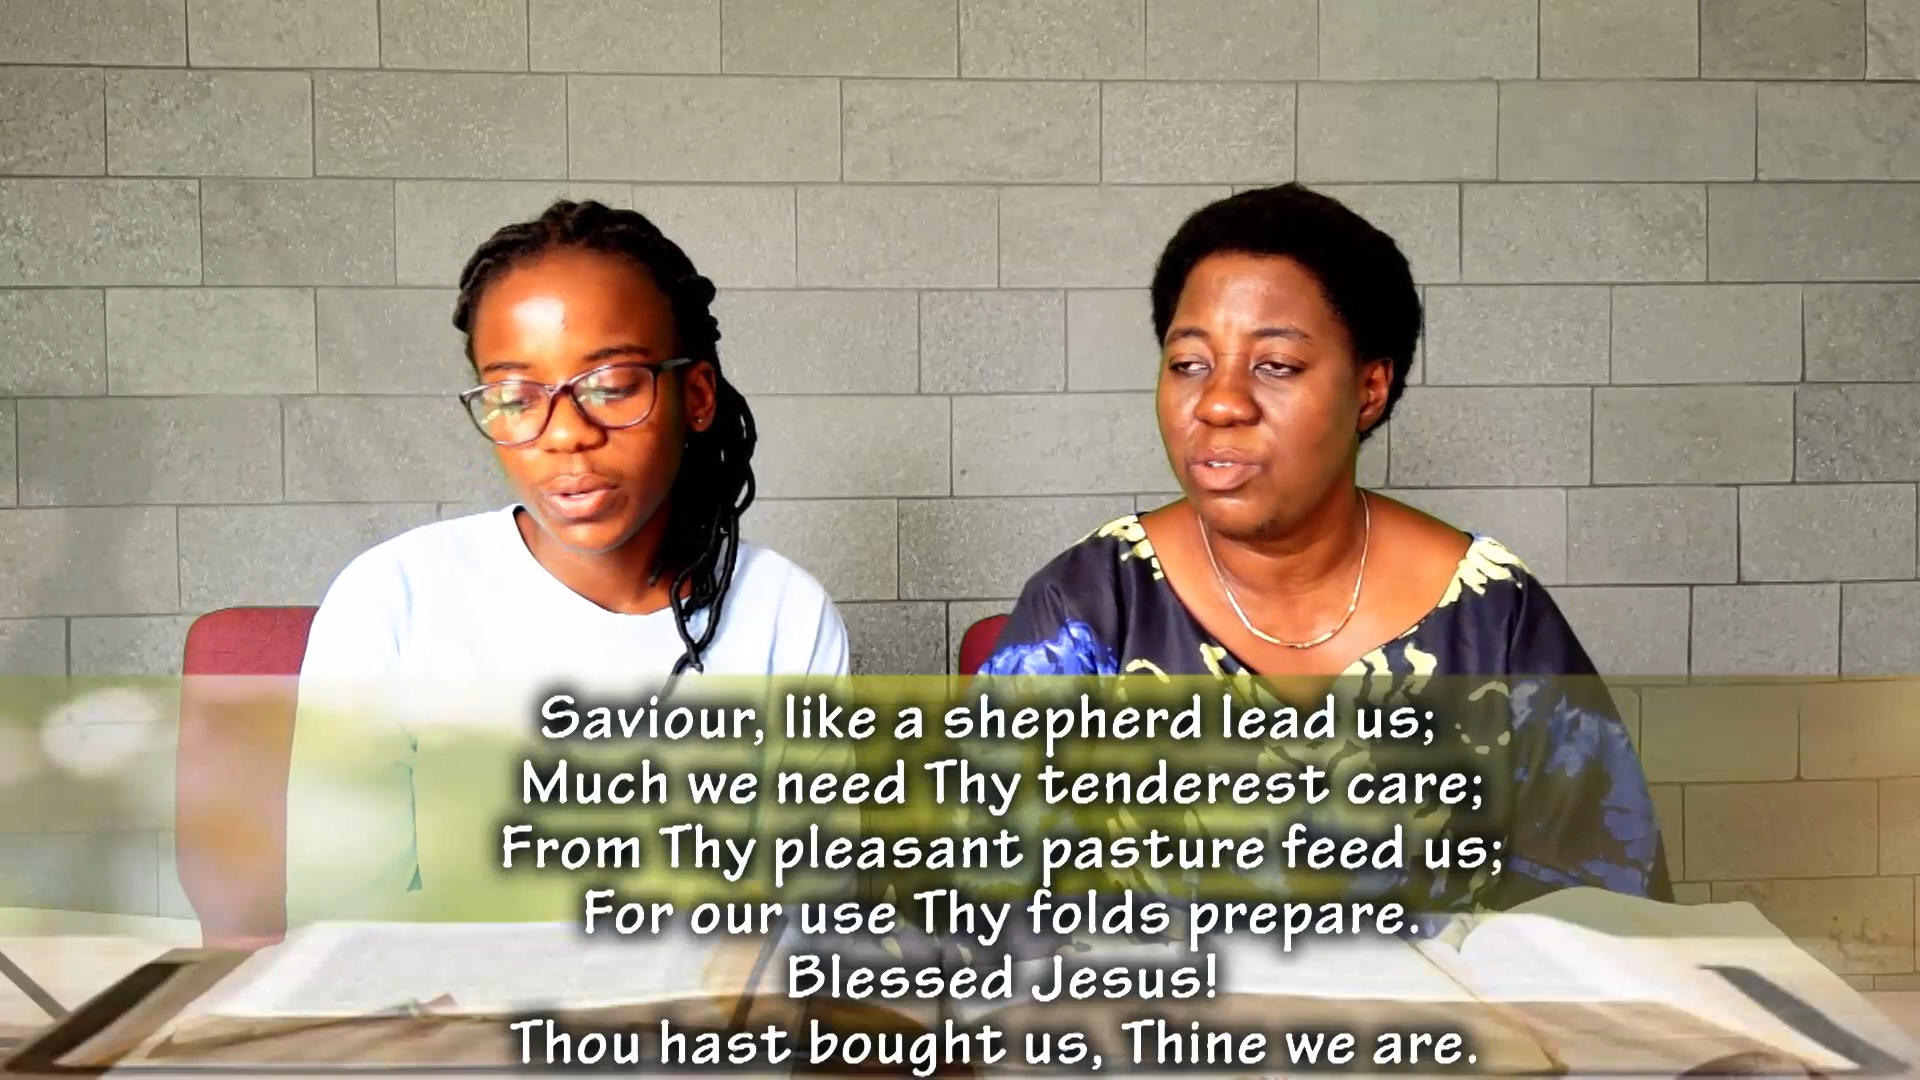 Saviour, like a shepherd lead us;
Much we need Thy tenderest care;
From Thy pleasant pasture feed us;
For our use Thy folds prepare.
Blessed Jesus!
Thou hast bought us, Thine we are.